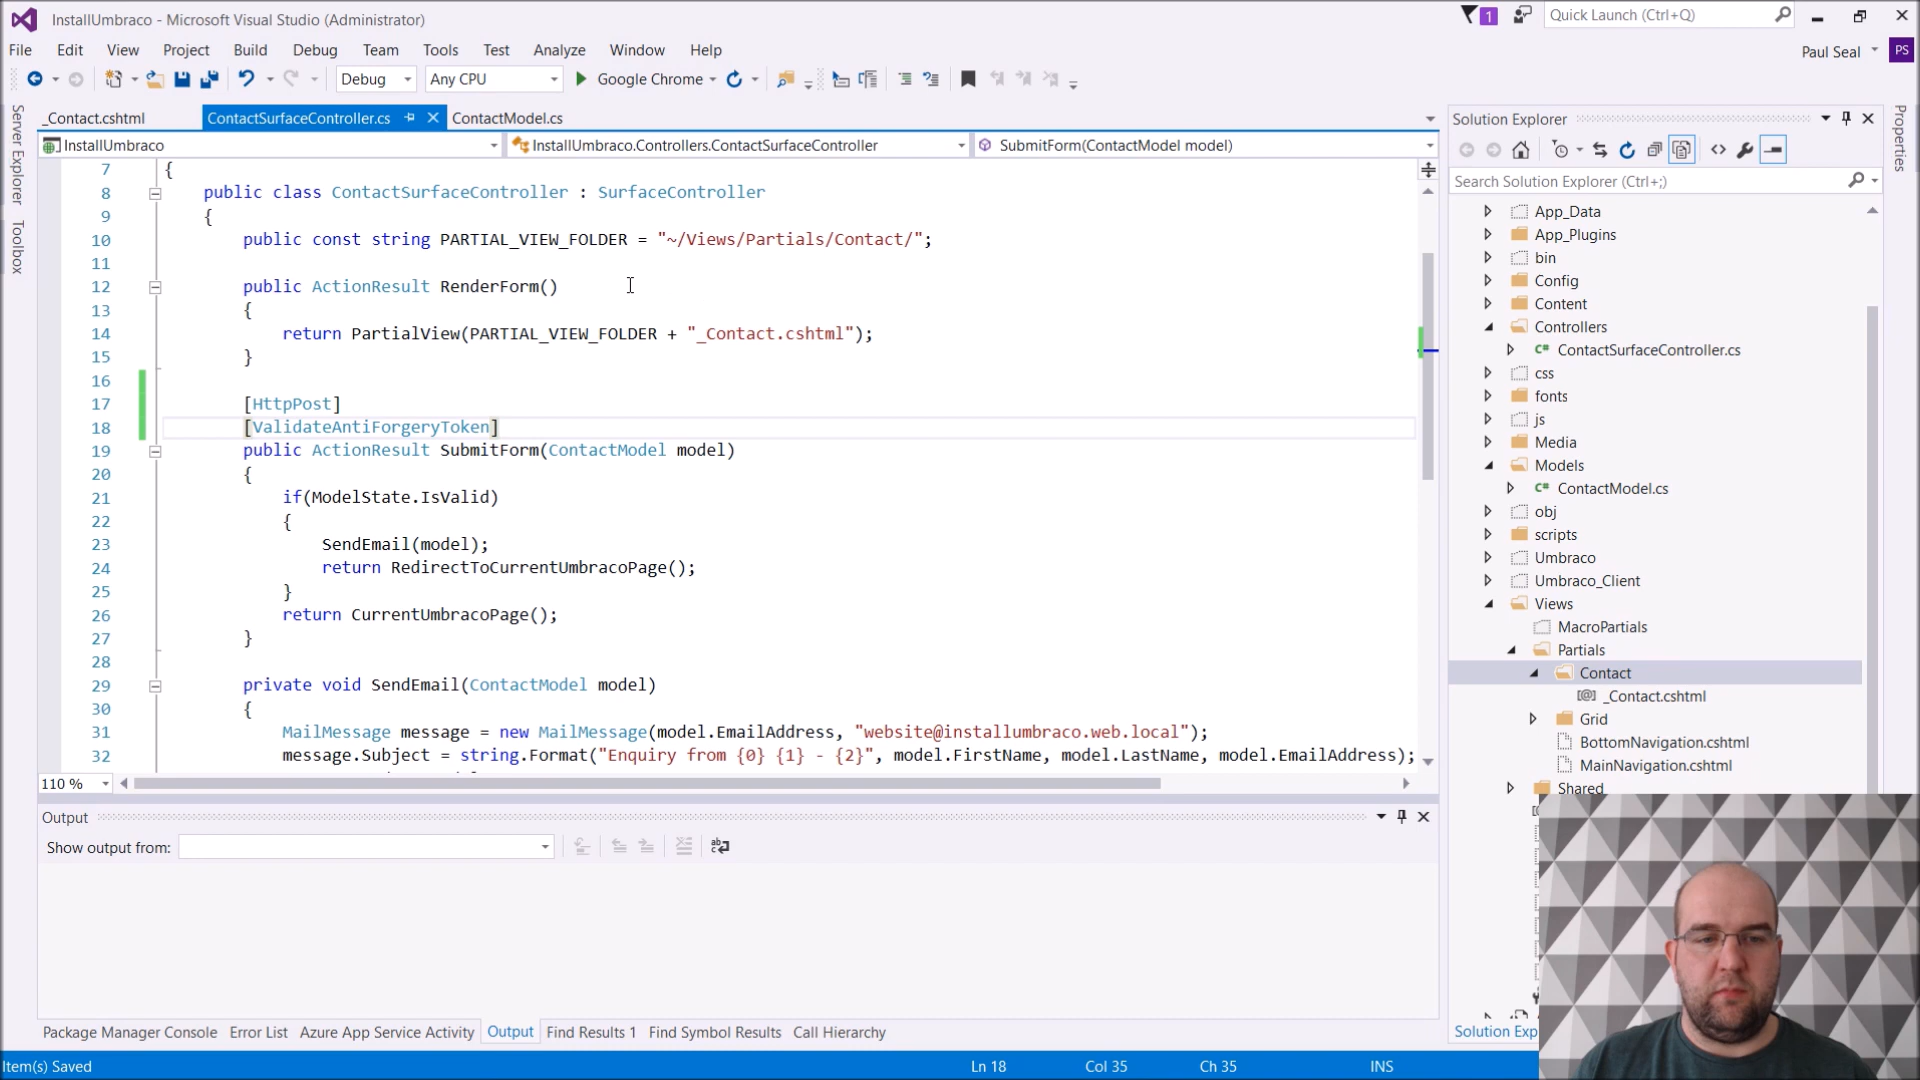 InstallUmbraco - Microsoft Visual Studio (Administrator)
1
Quick Launch (Ctrl+Q)
File Edit View Project Build Debug Team Tools Test Analyze Window Help
Paul Seal
PS
Debug
Any CPU
Google Chrome
_Contact.cshtml
ContactSurfaceController.cs
ContactModel.cs
InstallUmbraco
InstallUmbraco.Controllers.ContactSurfaceController
SubmitForm(ContactModel model)
Server Explorer
Toolbox
7 {
8 public class ContactSurfaceController : SurfaceController
9 {
10 public const string PARTIAL_VIEW_FOLDER = "~/Views/Partials/Contact/";
11
12 public ActionResult RenderForm()
13 {
14 return PartialView(PARTIAL_VIEW_FOLDER + "_Contact.cshtml");
15 }
16
17 [HttpPost]
18 [ValidateAntiForgeryToken]
19 public ActionResult SubmitForm(ContactModel model)
20 {
21 if(ModelState.IsValid)
22 {
23 SendEmail(model);
24 return RedirectToCurrentUmbracoPage();
25 }
26 return CurrentUmbracoPage();
27 }
28
29 private void SendEmail(ContactModel model)
30 {
31 MailMessage message = new MailMessage(model.EmailAddress, "website@installumbraco.web.local");
32 message.Subject = string.Format("Enquiry from {0} {1} - {2}", model.FirstName, model.LastName, model.EmailAddress);
110 %
Output
Show output from:
Package Manager Console Error List Azure App Service Activity Output Find Results 1 Find Symbol Results Call Hierarchy
Item(s) Saved
Ln 18
Col 35
Ch 35
INS
Solution Explorer
Search Solution Explorer (Ctrl+;)
App_Data
App_Plugins
bin
Config
Content
Controllers
C# ContactSurfaceController.cs
css
fonts
js
Media
Models
C# ContactModel.cs
obj
scripts
Umbraco
Umbraco_Client
Views
MacroPartials
Partials
Contact
[@] _Contact.cshtml
Grid
BottomNavigation.cshtml
MainNavigation.cshtml
Shared
Solution Exp
Properties